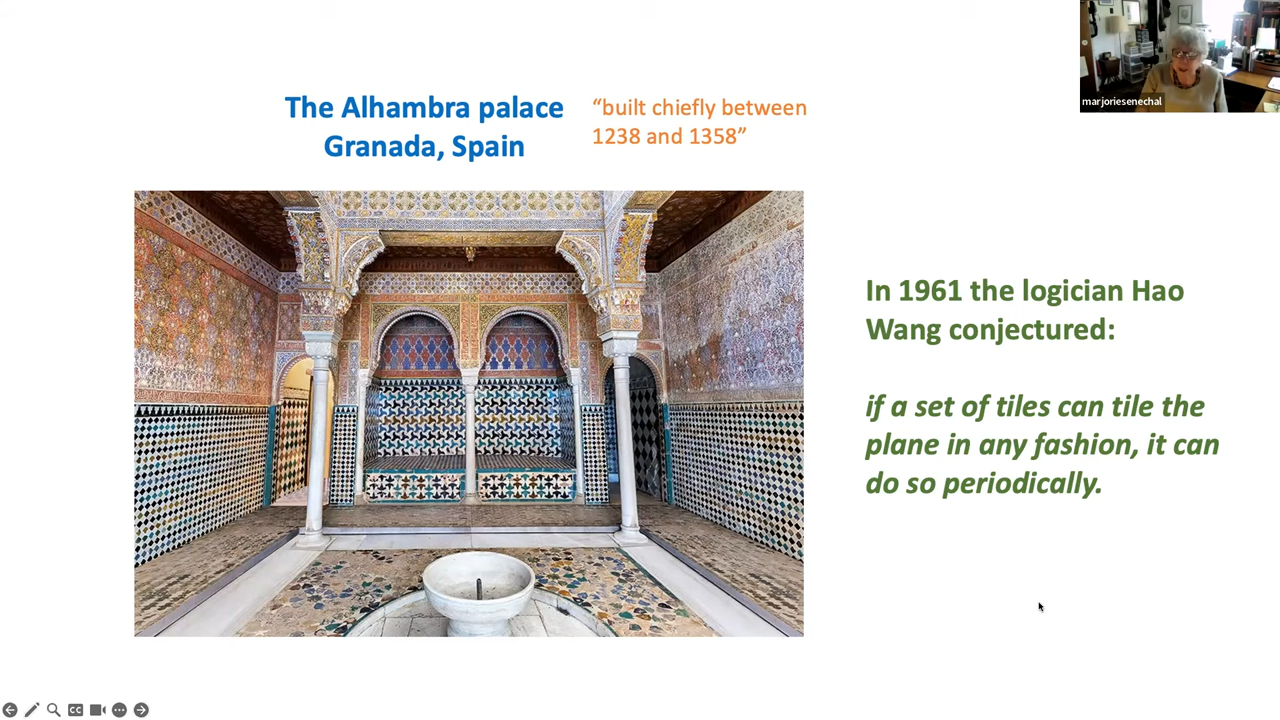 marjoriesenechal
The Alhambra palace
Granada, Spain
“built chiefly between
1238 and 1358”
In 1961 the logician Hao
Wang conjectured:
if a set of tiles can tile the
plane in any fashion, it can
do so periodically.
CC